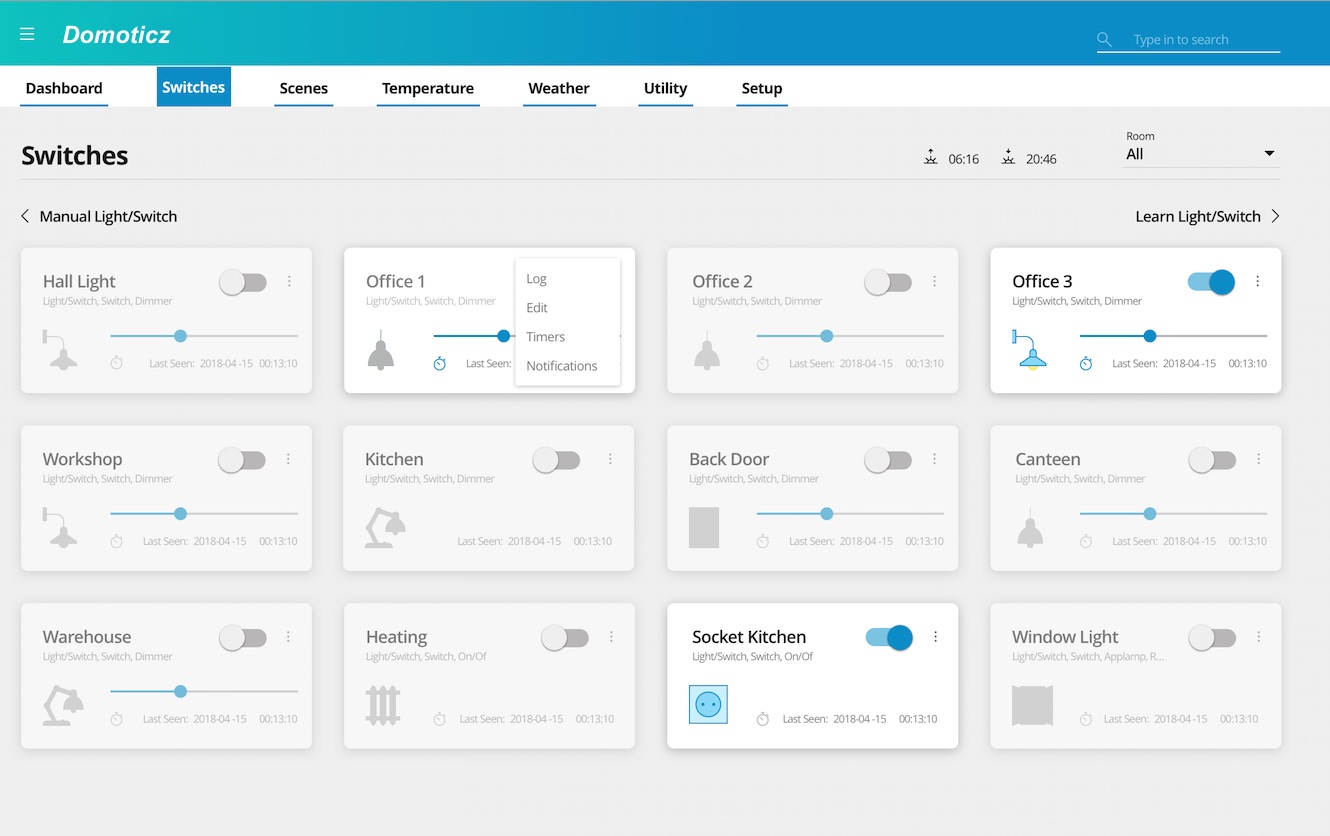 Domoticz
Type in to search
Dashboard Switches Scenes Temperature Weather Utility Setup
Switches
06:16 20:46
Room
All
Manual Light/Switch
Learn Light/Switch
Hall Light
Light/Switch, Switch, Dimmer
Last Seen: 2018-04 -15 00:13:10
Office 1
Light/Switch, Switch, Dimmer
Last Seen:
Log
Edit
Timers
Notifications
Office 2
Light/Switch, Switch, Dimmer
Last Seen: 2018-04 -15 00:13:10
Office 3
Light/Switch, Switch, Dimmer
Last Seen: 2018-04 -15 00:13:10
Workshop
Light/Switch, Switch, Dimmer
Last Seen: 2018-04 -15 00:13:10
Kitchen
Light/Switch, Switch, Dimmer
Last Seen: 2018-04 -15 00:13:10
Back Door
Light/Switch, Switch, Dimmer
Last Seen: 2018-04 -15 00:13:10
Canteen
Light/Switch, Switch, Dimmer
Last Seen: 2018-04 -15 00:13:10
Warehouse
Light/Switch, Switch, Dimmer
Last Seen: 2018-04 -15 00:13:10
Heating
Light/Switch, Switch, On/Of
Last Seen: 2018-04 -15 00:13:10
Socket Kitchen
Light/Switch, Switch, On/Of
Last Seen: 2018-04 -15 00:13:10
Window Light
Light/Switch, Switch, Applamp, R...
Last Seen: 2018-04 -15 00:13:10